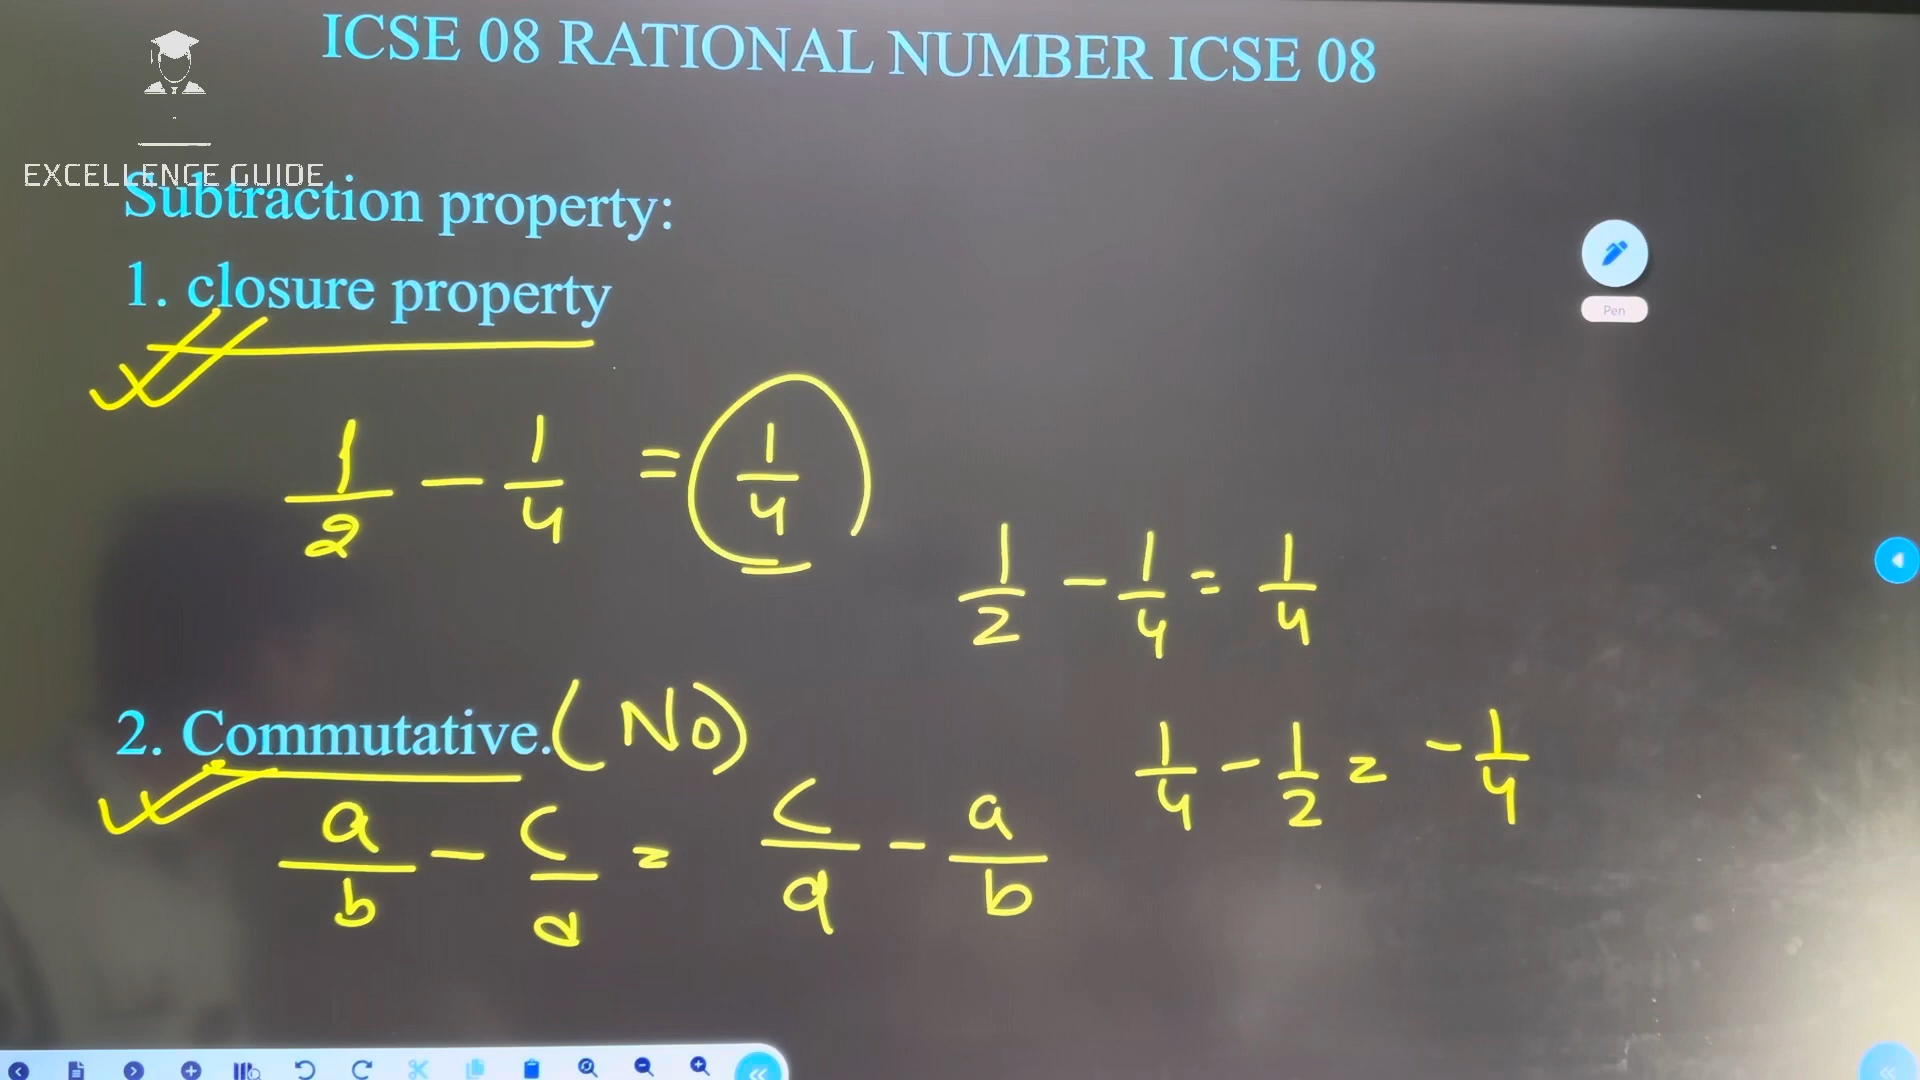 ICSE 08 RATIONAL NUMBER ICSE 08
EXCELLENGE GUIDE
Subtraction property:
1. closure property
Pen
1/2 - 1/4 = 1/4
1/2 - 1/4 = 1/4
2. Commutative. (NO)
1/4 - 1/2 = -1/4
a/b - c/d = c/d - a/b